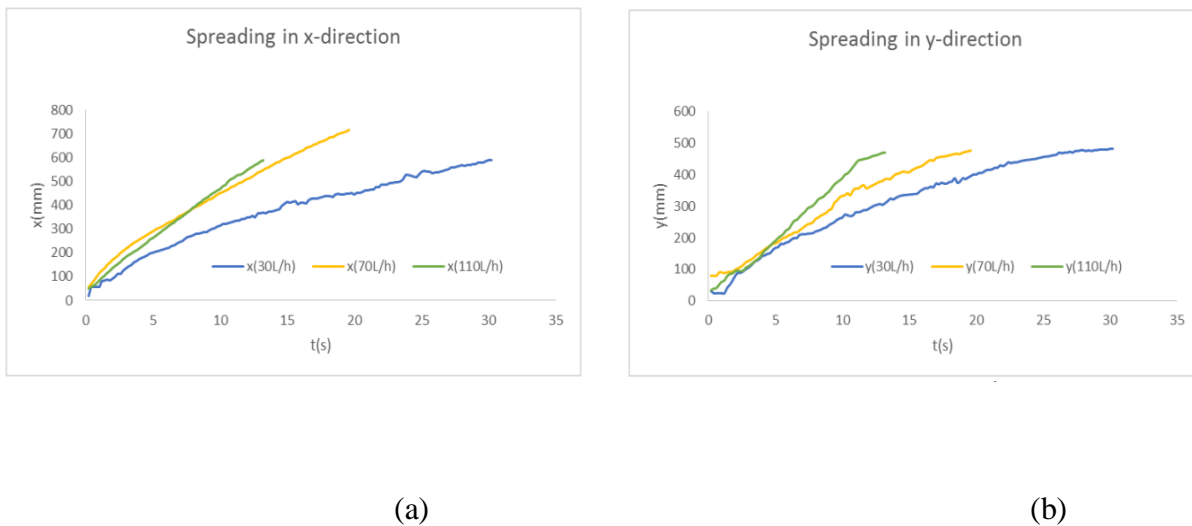 Spreading in x-direction
800
700
600
500
400
300
200
100
0
x(mm)
x(30L/h) x(70L/h) x(110L/h)
0 5 10 15 20 25 30 35
t(s)
Spreading in y-direction
600
500
400
300
200
100
0
y(mm)
y(30L/h) y(70L/h) y(110L/h)
0 5 10 15 20 25 30 35
t(s)
(a) (b)